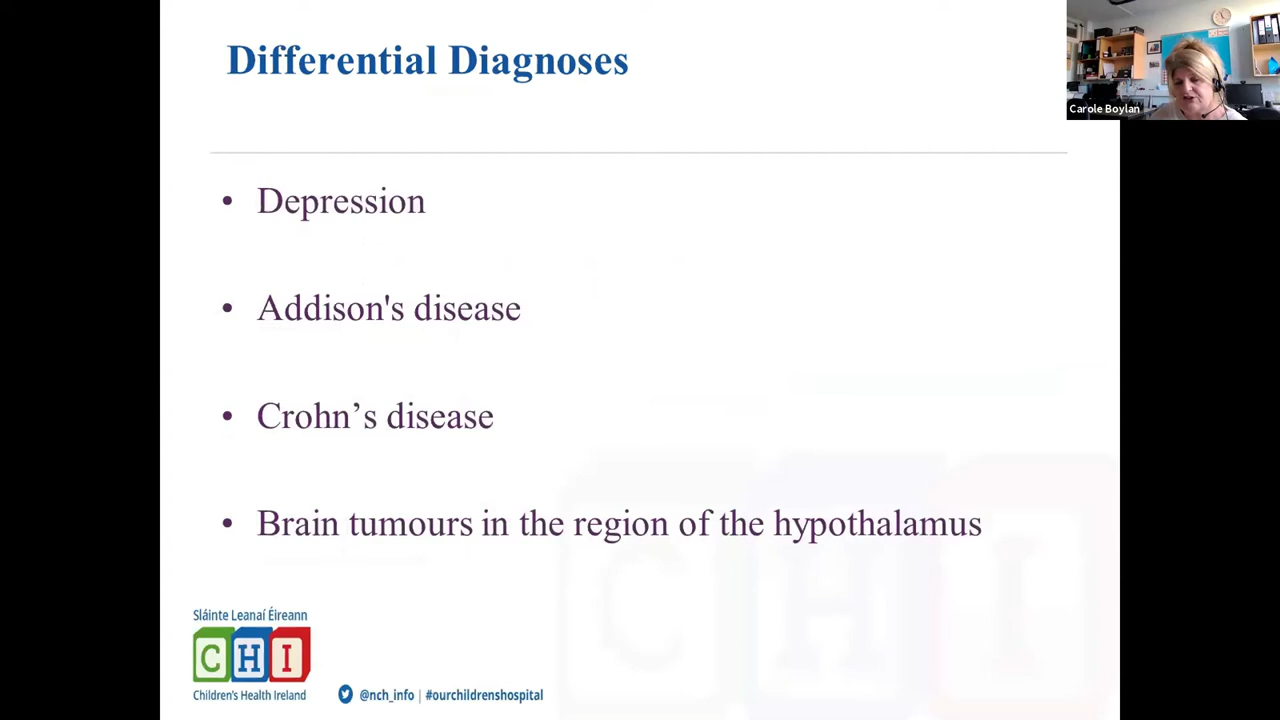 Differential Diagnoses
Carole Boylan
• Depression
• Addison's disease
• Crohn’s disease
• Brain tumours in the region of the hypothalamus
Sláinte Leanaí Éireann
CHI
Children's Health Ireland
@nch_info | #ourchildrenshospital
CHI